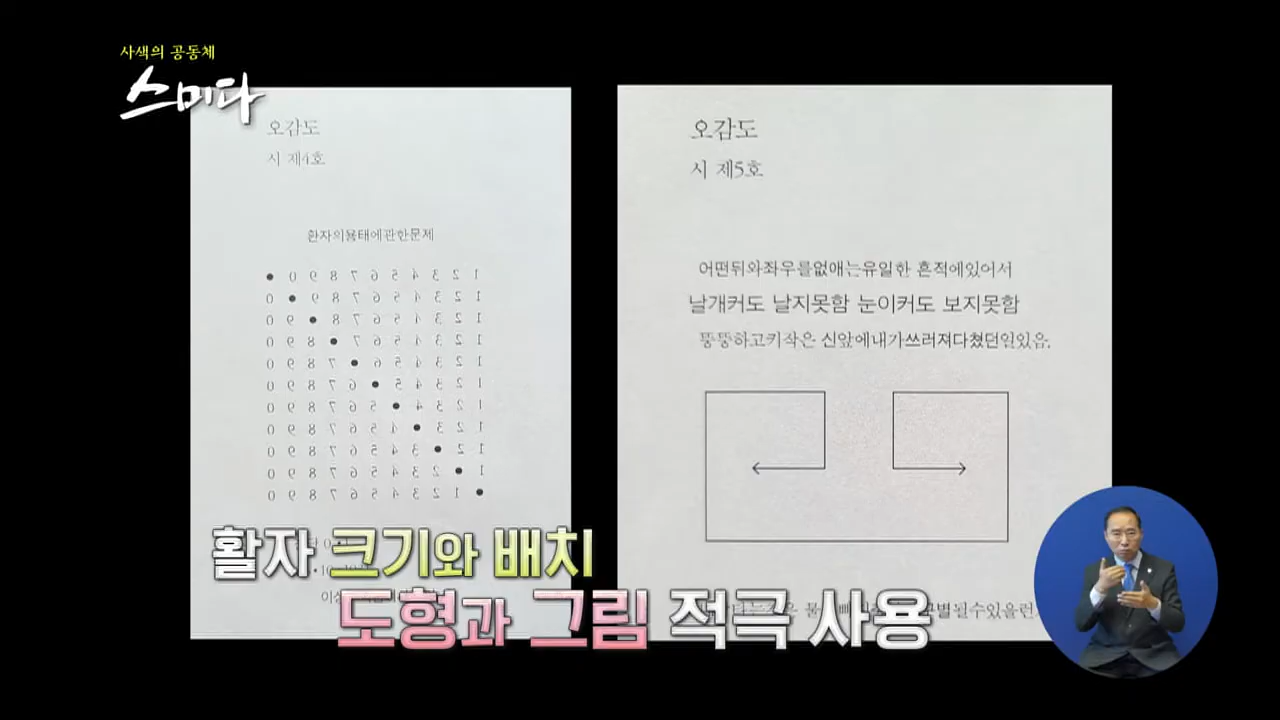 사색의 공동체
스미다
오감도
시 제4호
환자의용태에관한문제
● 0 9 8 7 6 5 4 3 2 1
0 ● 9 8 7 6 5 4 3 2 1
0 9 ● 8 7 6 5 4 3 2 1
0 9 8 ● 7 6 5 4 3 2 1
0 9 8 7 ● 6 5 4 3 2 1
0 9 8 7 6 ● 5 4 3 2 1
0 9 8 7 6 5 ● 4 3 2 1
0 9 8 7 6 5 4 ● 3 2 1
0 9 8 7 6 5 4 3 ● 2 1
0 9 8 7 6 5 4 3 2 ● 1
0 9 8 7 6 5 4 3 2 1 ●
오감도
시 제5호
어떤뒤와좌우를없애는유일한 흔적에있어서
날개커도 날지못함 눈이커도 보지못함
뚱뚱하고키작은 신앞에내가쓰러져다쳤던일있음.
활자 크기와 배치
도형과 그림 적극 사용